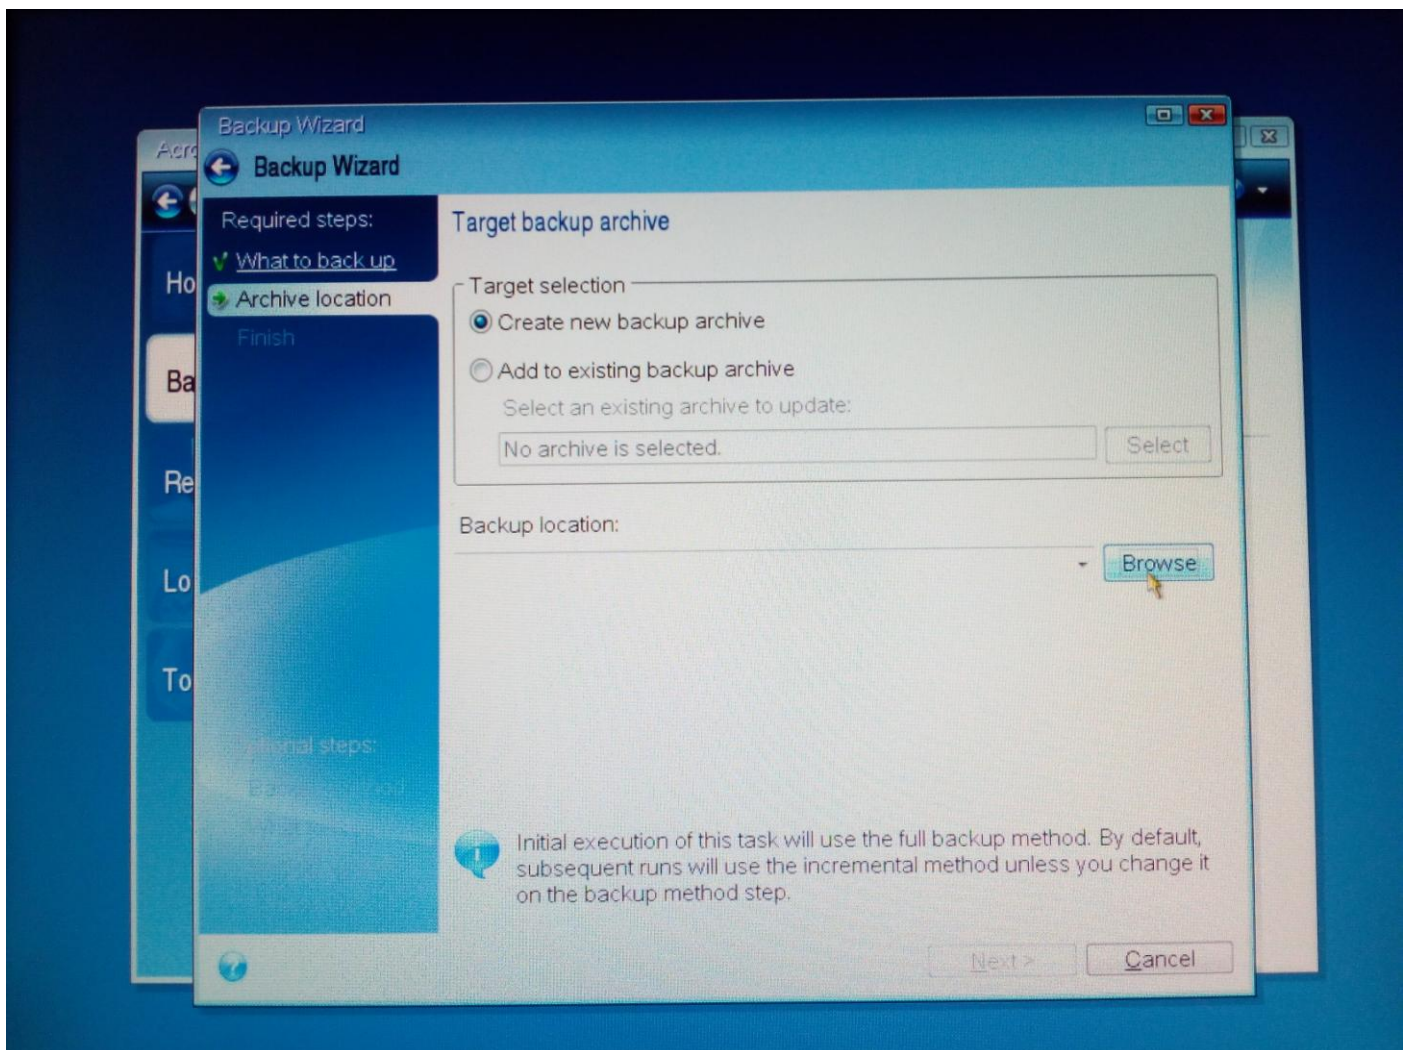 Backup Wizard
Acro
Backup Wizard
Required steps:
What to back up
Archive location
Finish
Ho
Ba
Re
Lo
To
Target backup archive
Target selection
Create new backup archive
Add to existing backup archive
Select an existing archive to update:
No archive is selected.
Select
Backup location:
Browse
steps:
Initial execution of this task will use the full backup method. By default,
subsequent runs will use the incremental method unless you change it
on the backup method step.
Next >
Cancel